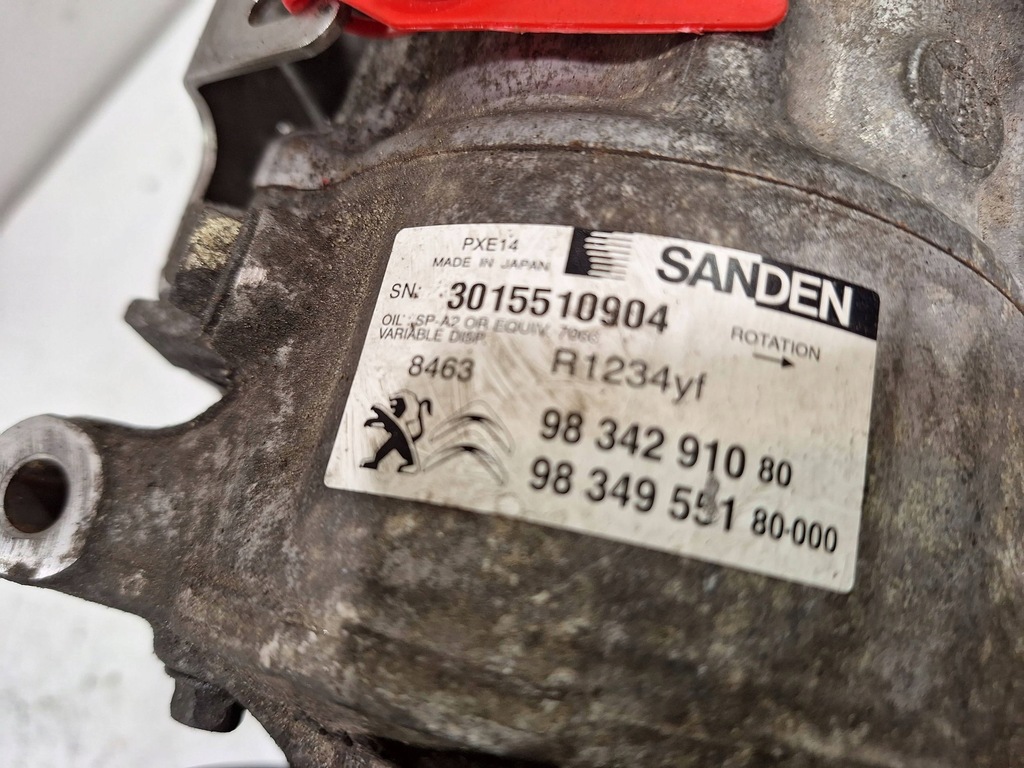 PXE14
MADE IN JAPAN
SANDEN
SN: 3015510904
OIL: SP-A2 OR EQUIV.
VARIABLE DISP.
ROTATION
8463 R1234yf
98 342 910 80
98 349 551 80-000